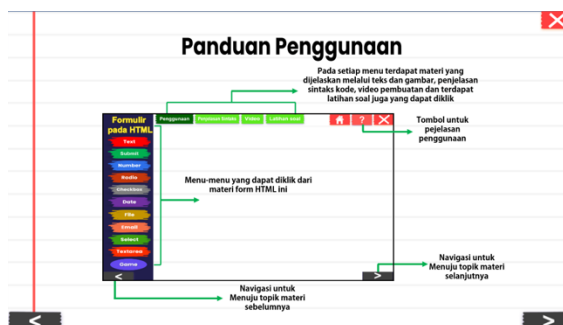 Panduan Penggunaan
Pada setiap menu terdapat materi yang
dijelaskan melalui teks dan gambar, penjelasan
sintaks kode, video pembuatan dan terdapat
latihan soal juga yang dapat diklik
Formulir
pada HTML
Penggunaan
Penjelasan Sintaks
Video
Latihan soal
?
Tombol untuk
pejelasan
penggunaan
Text
Submit
Number
Radio
Checkbox
Date
File
Email
Select
Textarea
Game
Menu-menu yang dapat diklik dari
materi form HTML ini
<
>
Navigasi untuk
Menuju topik materi
selanjutnya
Navigasi untuk
Menuju topik materi
sebelumnya
<
>